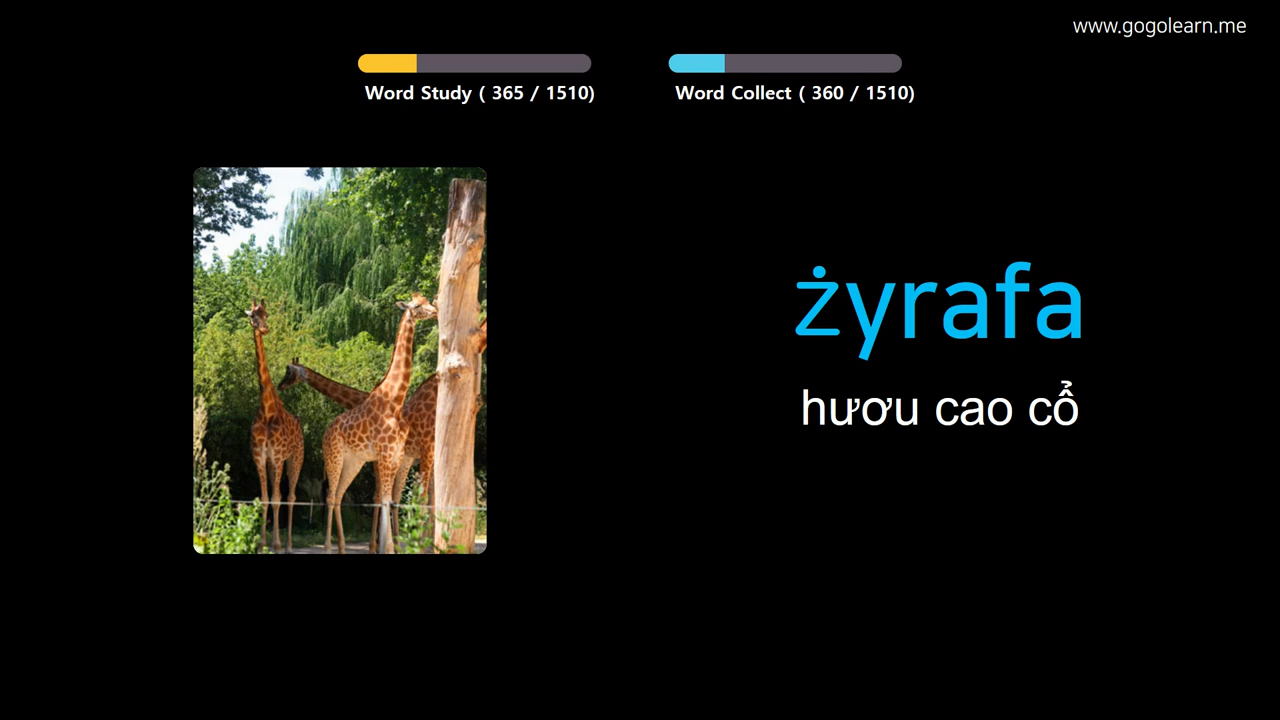 www.gogolearn.me
Word Study ( 365 / 1510)
Word Collect ( 360 / 1510)
żyrafa
hươu cao cổ